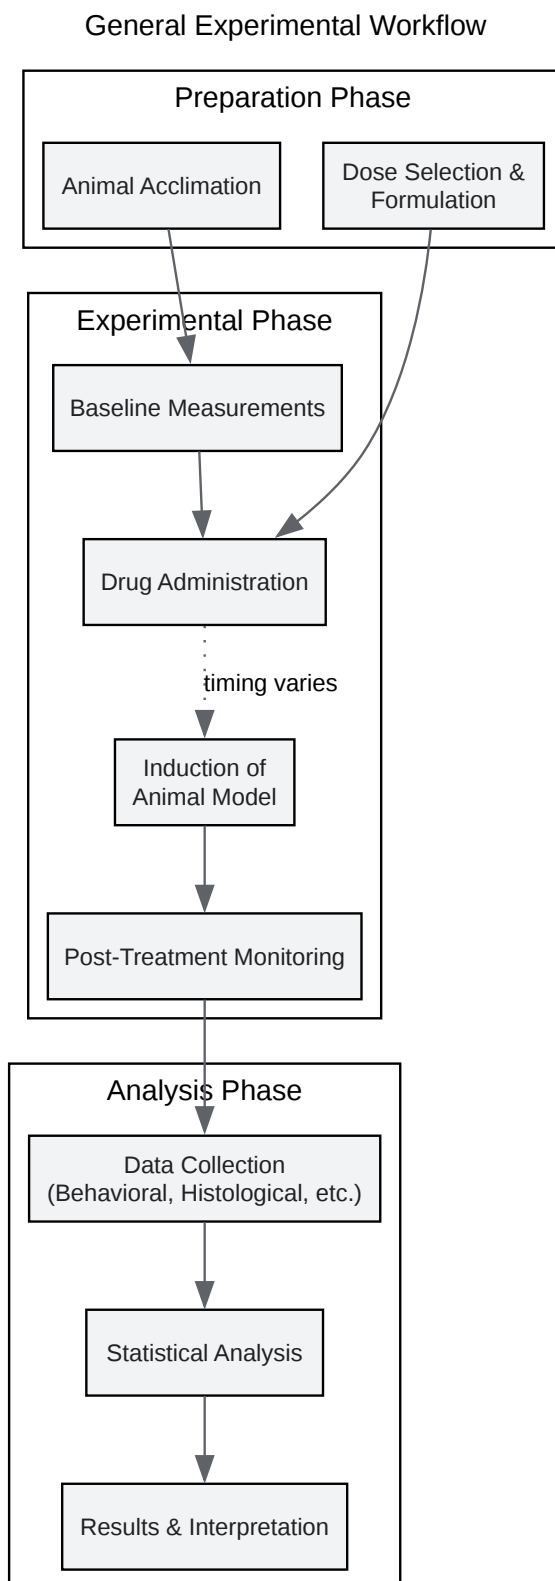 General Experimental Workflow
Preparation Phase
Animal Acclimation
Dose Selection &
Formulation
Experimental Phase
Baseline Measurements
Drug Administration
timing varies
Induction of
Animal Model
Post-Treatment Monitoring
Analysis Phase
Data Collection
(Behavioral, Histological, etc.)
Statistical Analysis
Results & Interpretation